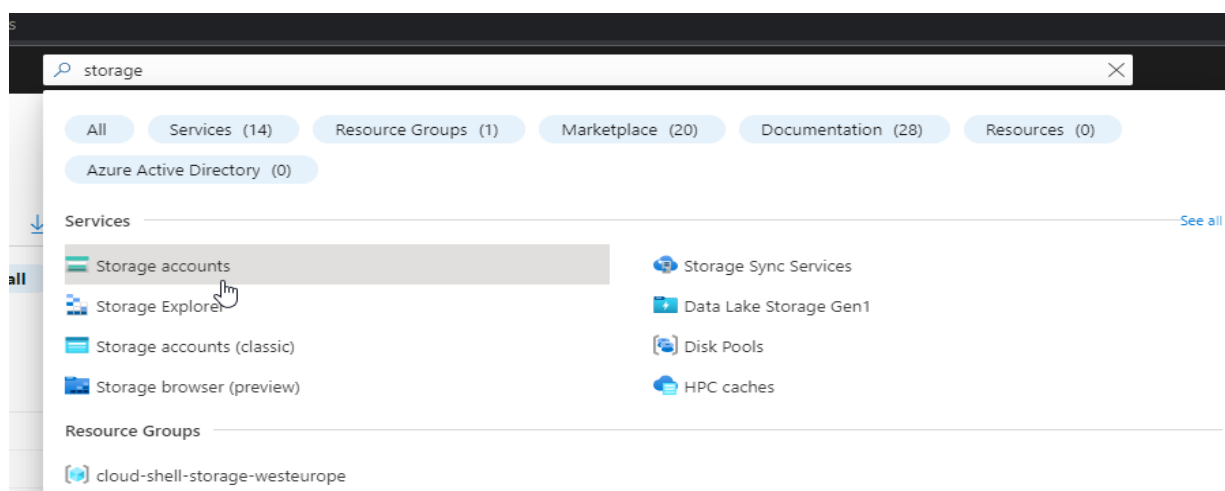 s
storage
All Services (14) Resource Groups (1) Marketplace (20) Documentation (28) Resources (0)
Azure Active Directory (0)
Services See all
all
Storage accounts Storage Sync Services
Storage Explorer Data Lake Storage Gen1
Storage accounts (classic) Disk Pools
Storage browser (preview) HPC caches
Resource Groups
cloud-shell-storage-westeurope